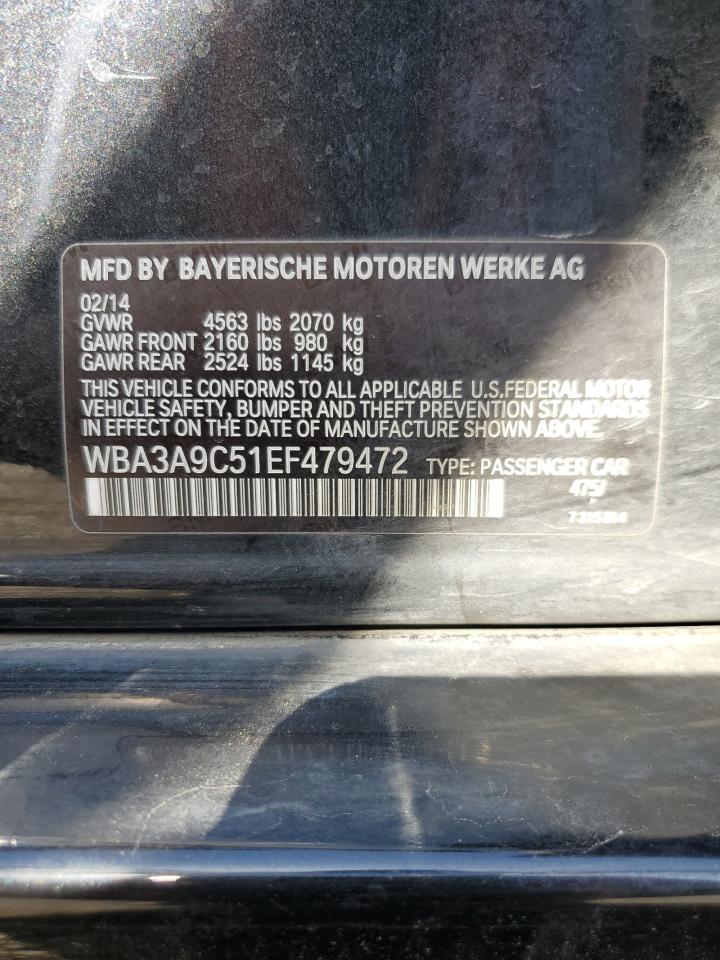 MFD BY BAYERISCHE MOTOREN WERKE AG
02/14
GVWR 4563 lbs 2070 kg
GAWR FRONT 2160 lbs 980 kg
GAWR REAR 2524 lbs 1145 kg
THIS VEHICLE CONFORMS TO ALL APPLICABLE U.S.FEDERAL MOTOR
VEHICLE SAFETY, BUMPER AND THEFT PREVENTION STANDARDS
IN EFFECT ON THE DATE OF MANUFACTURE SHOWN ABOVE.
WBA3A9C51EF479472 TYPE: PASSENGER CAR